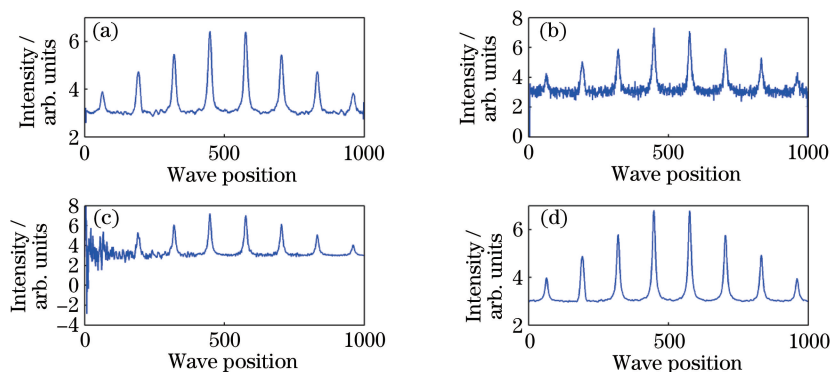 (a)
Intensity /
arb. units
6
4
2
0 500 1000
Wave position
(b)
Intensity /
arb. units
8
6
4
2
0
0 500 1000
Wave position
(c)
Intensity /
arb. units
8
6
4
2
0
−2
−4
0 500 1000
Wave position
(d)
Intensity /
arb. units
6
4
2
0 500 1000
Wave position